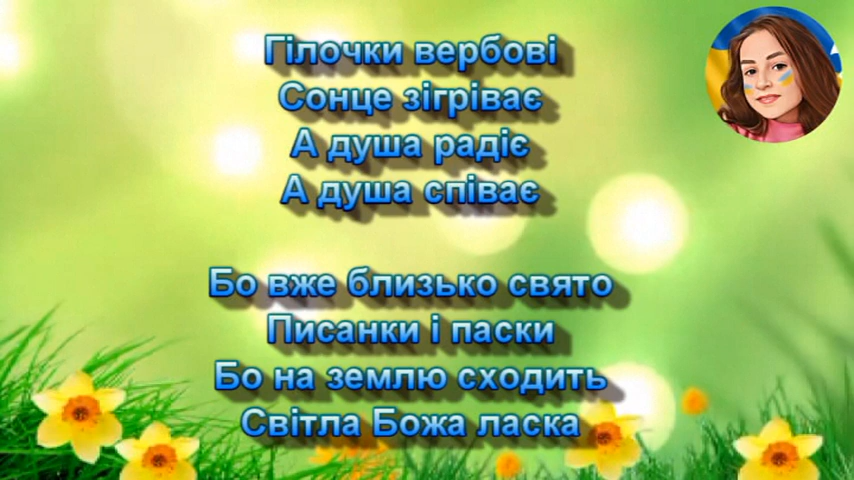 Гілочки вербові
Сонце зігріває
А душа радіє
А душа співає
Бо вже близько свято
Писанки і паски
Бо на землю сходить
Світла Божа ласка